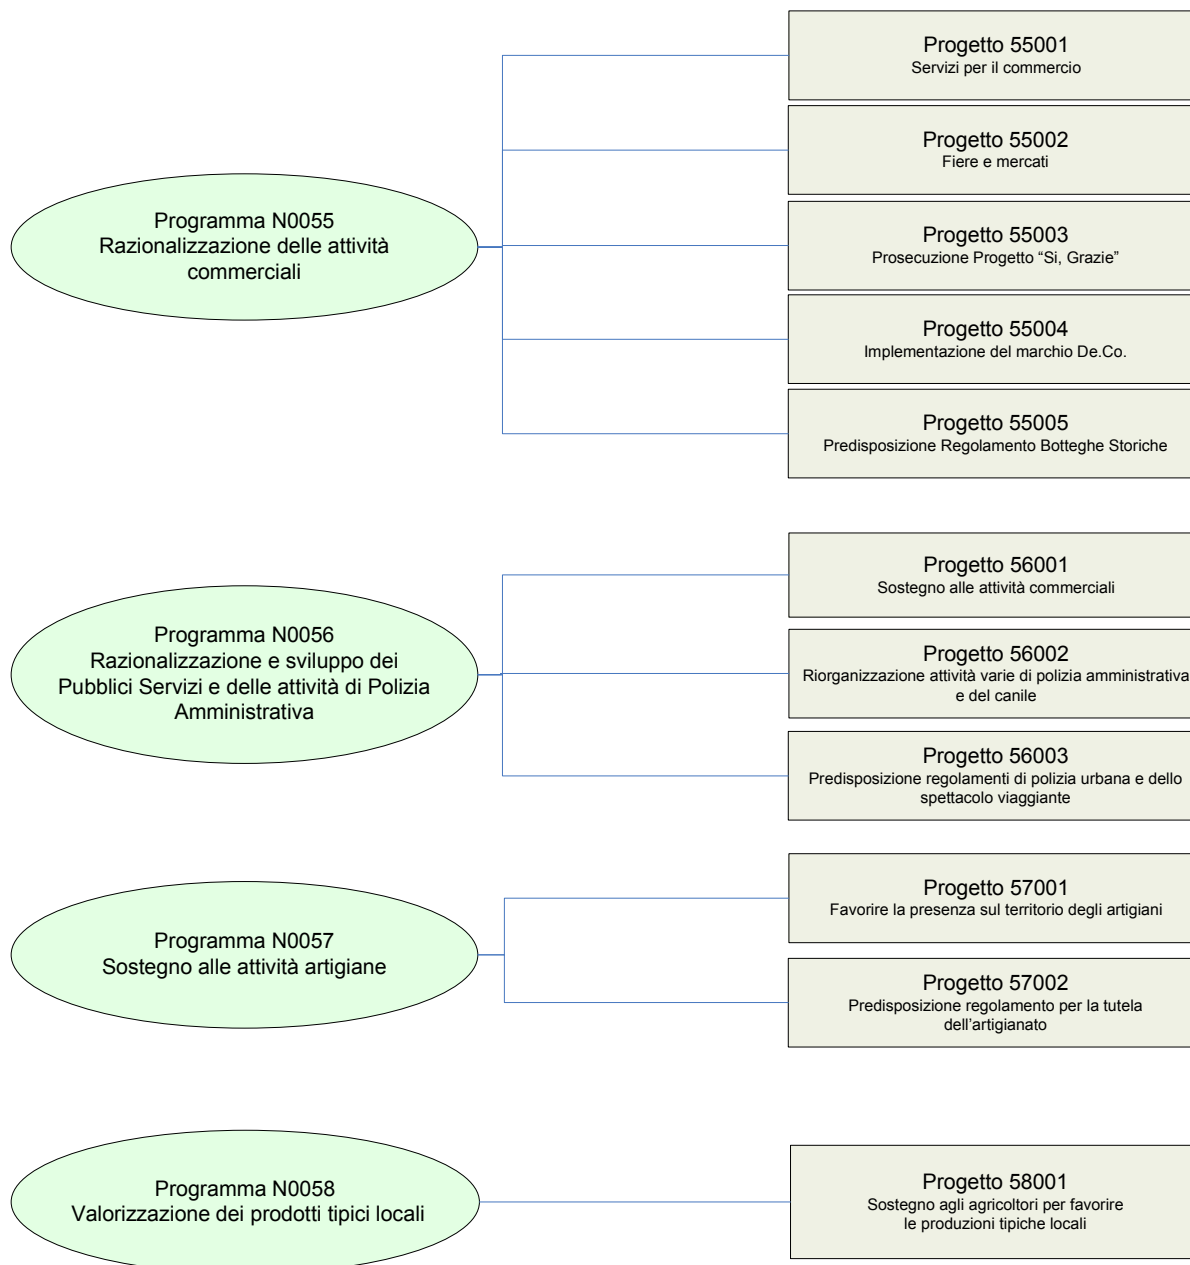 Programma N0055
Razionalizzazione delle attività
commerciali
Progetto 55001
Servizi per il commercio
Progetto 55002
Fiere e mercati
Progetto 55003
Prosecuzione Progetto “Si, Grazie”
Progetto 55004
Implementazione del marchio De.Co.
Progetto 55005
Predisposizione Regolamento Botteghe Storiche
Programma N0056
Razionalizzazione e sviluppo dei
Pubblici Servizi e delle attività di Polizia
Amministrativa
Progetto 56001
Sostegno alle attività commerciali
Progetto 56002
Riorganizzazione attività varie di polizia amministrativa
e del canile
Progetto 56003
Predisposizione regolamenti di polizia urbana e dello
spettacolo viaggiante
Programma N0057
Sostegno alle attività artigiane
Progetto 57001
Favorire la presenza sul territorio degli artigiani
Progetto 57002
Predisposizione regolamento per la tutela
dell’artigianato
Programma N0058
Valorizzazione dei prodotti tipici locali
Progetto 58001
Sostegno agli agricoltori per favorire
le produzioni tipiche locali